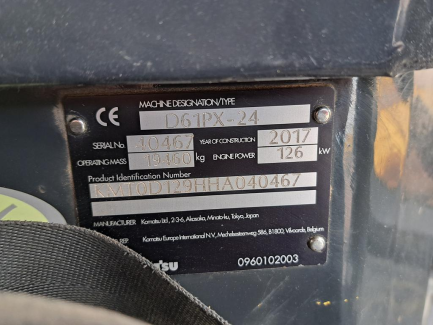 CE
MACHINE DESIGNATION/TYPE
D61PX-24
SERIAL No. 40467 YEAR OF CONSTRUCTION 2017
OPERATING MASS 19460 kg ENGINE POWER 126 kW
Product Identification Number
KMT0D129HHA040467
MANUFACTURER Komatsu Ltd., 2-3-6, Akasaka, Minato-ku, Tokyo, Japan
Komatsu Europe International N.V., Mechelsesteenweg 586, B1800, Vilvoorde, Belgium
0960102003